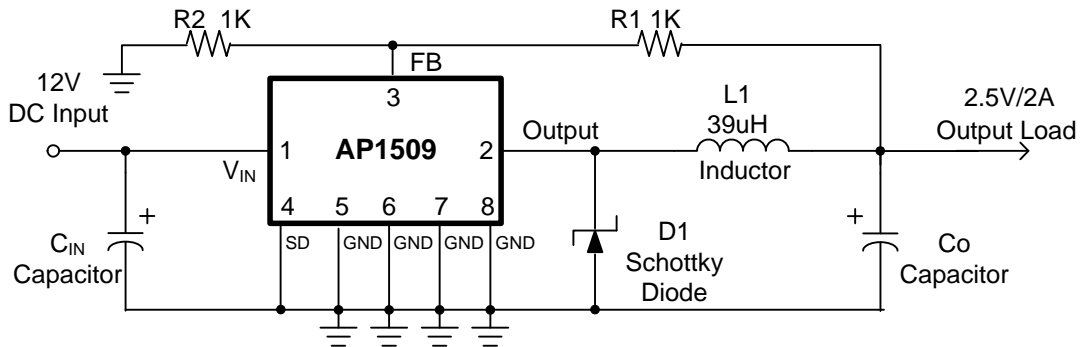 R2 1K
R1 1K
FB
12V
DC Input
3
L1
39uH
Inductor
2.5V/2A
Output Load
Output
1
AP1509
2
VIN
4
5
6
7
8
SD
GND
GND
GND
GND
+
CIN
Capacitor
D1
Schottky
Diode
+
Co
Capacitor